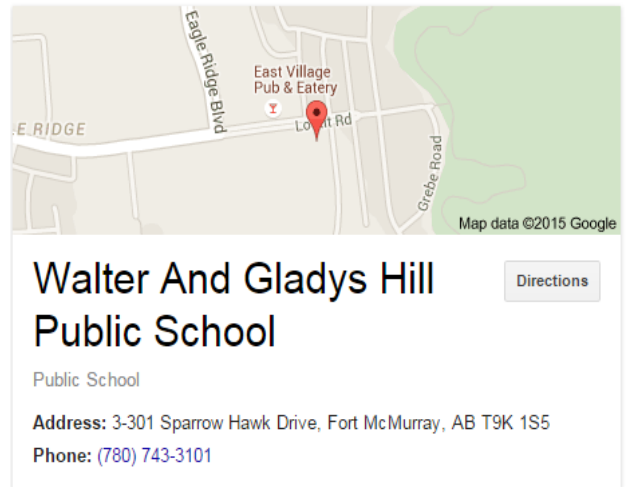 Eagle Ridge Blvd
East Village
Pub & Eatery
E RIDGE
Rd
Grebe Road
Map data ©2015 Google
Walter And Gladys Hill
Public School
Directions
Public School
Address: 3-301 Sparrow Hawk Drive, Fort McMurray, AB T9K 1S5
Phone: (780) 743-3101